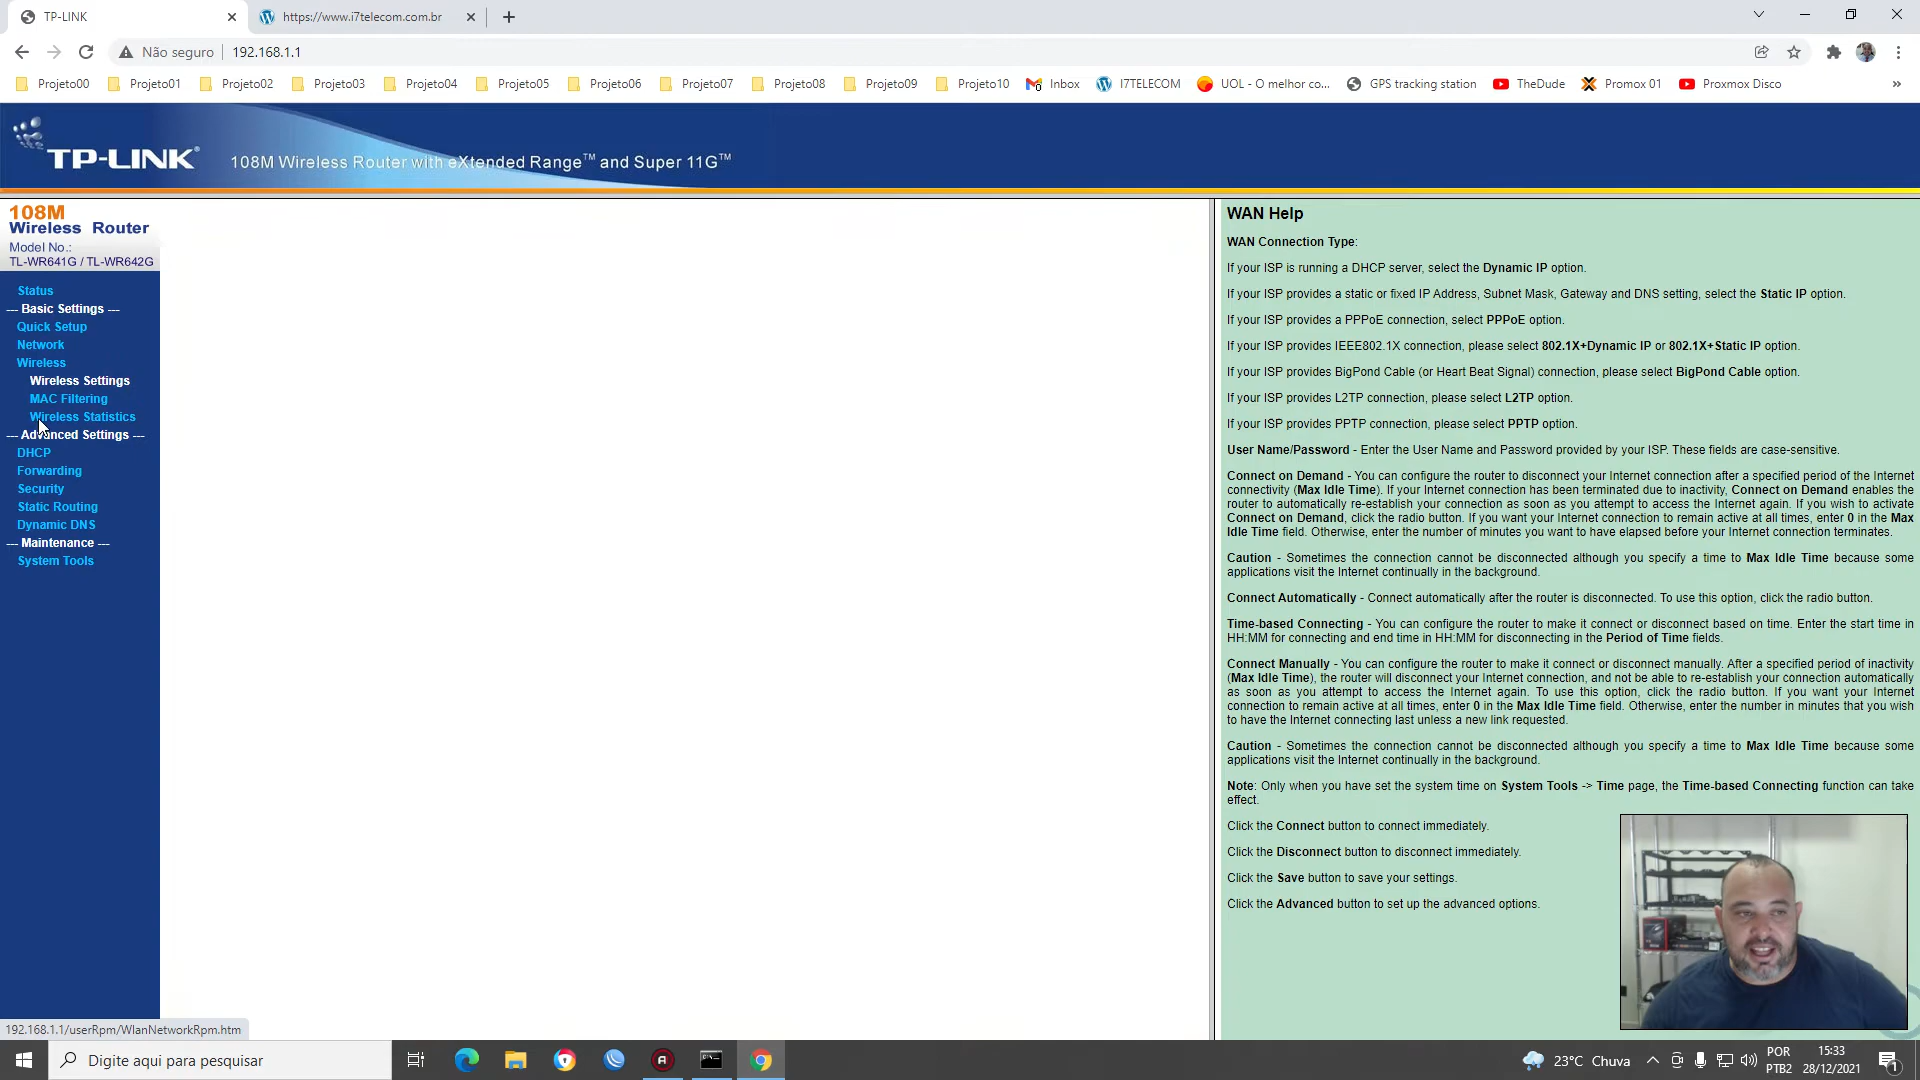 TP-LINK
https://www.i7telecom.com.br
Não seguro
192.168.1.1
Projeto00
Projeto01
Projeto02
Projeto03
Projeto04
Projeto05
Projeto06
Projeto07
Projeto08
Projeto09
Projeto10
Inbox
I7TELECOM
UOL - O melhor co...
GPS tracking station
TheDude
Promox 01
Proxmox Disco
»
TP-LINK®
108M Wireless Router with eXtended Range™ and Super 11G™
108M
Wireless Router
Model No.:
TL-WR641G / TL-WR642G
Status
--- Basic Settings ---
Quick Setup
Network
Wireless
Wireless Settings
MAC Filtering
Wireless Statistics
--- Advanced Settings ---
DHCP
Forwarding
Security
Static Routing
Dynamic DNS
--- Maintenance ---
System Tools
WAN Help
WAN Connection Type:
If your ISP is running a DHCP server, select the Dynamic IP option.
If your ISP provides a static or fixed IP Address, Subnet Mask, Gateway and DNS setting, select the Static IP option.
If your ISP provides a PPPoE connection, select PPPoE option.
If your ISP provides IEEE802.1X connection, please select 802.1X+Dynamic IP or 802.1X+Static IP option.
If your ISP provides BigPond Cable (or Heart Beat Signal) connection, please select BigPond Cable option.
If your ISP provides L2TP connection, please select L2TP option.
If your ISP provides PPTP connection, please select PPTP option.
User Name/Password - Enter the User Name and Password provided by your ISP. These fields are case-sensitive.
Connect on Demand - You can configure the router to disconnect your Internet connection after a specified period of the Internet
connectivity (Max Idle Time). If your Internet connection has been terminated due to inactivity, Connect on Demand enables the
router to automatically re-establish your connection as soon as you attempt to access the Internet again. If you wish to activate
Connect on Demand, click the radio button. If you want your Internet connection to remain active at all times, enter 0 in the Max
Idle Time field. Otherwise, enter the number of minutes you want to have elapsed before your Internet connection terminates.
Caution - Sometimes the connection cannot be disconnected although you specify a time to Max Idle Time because some
applications visit the Internet continually in the background.
Connect Automatically - Connect automatically after the router is disconnected. To use this option, click the radio button.
Time-based Connecting - You can configure the router to make it connect or disconnect based on time. Enter the start time in
HH:MM for connecting and end time in HH:MM for disconnecting in the Period of Time fields.
Connect Manually - You can configure the router to make it connect or disconnect manually. After a specified period of inactivity
(Max Idle Time), the router will disconnect your Internet connection, and not be able to re-establish your connection automatically
as soon as you attempt to access the Internet again. To use this option, click the radio button. If you want your Internet
connection to remain active at all times, enter 0 in the Max Idle Time field. Otherwise, enter the number in minutes that you wish
to have the Internet connecting last unless a new link requested.
Caution - Sometimes the connection cannot be disconnected although you specify a time to Max Idle Time because some
applications visit the Internet continually in the background.
Note: Only when you have set the system time on System Tools -> Time page, the Time-based Connecting function can take
effect.
Click the Connect button to connect immediately.
Click the Disconnect button to disconnect immediately.
Click the Save button to save your settings.
Click the Advanced button to set up the advanced options.
192.168.1.1/userRpm/WlanNetworkRpm.htm
Digite aqui para pesquisar
23°C Chuva
POR
PTB2
15:33
28/12/2021
1